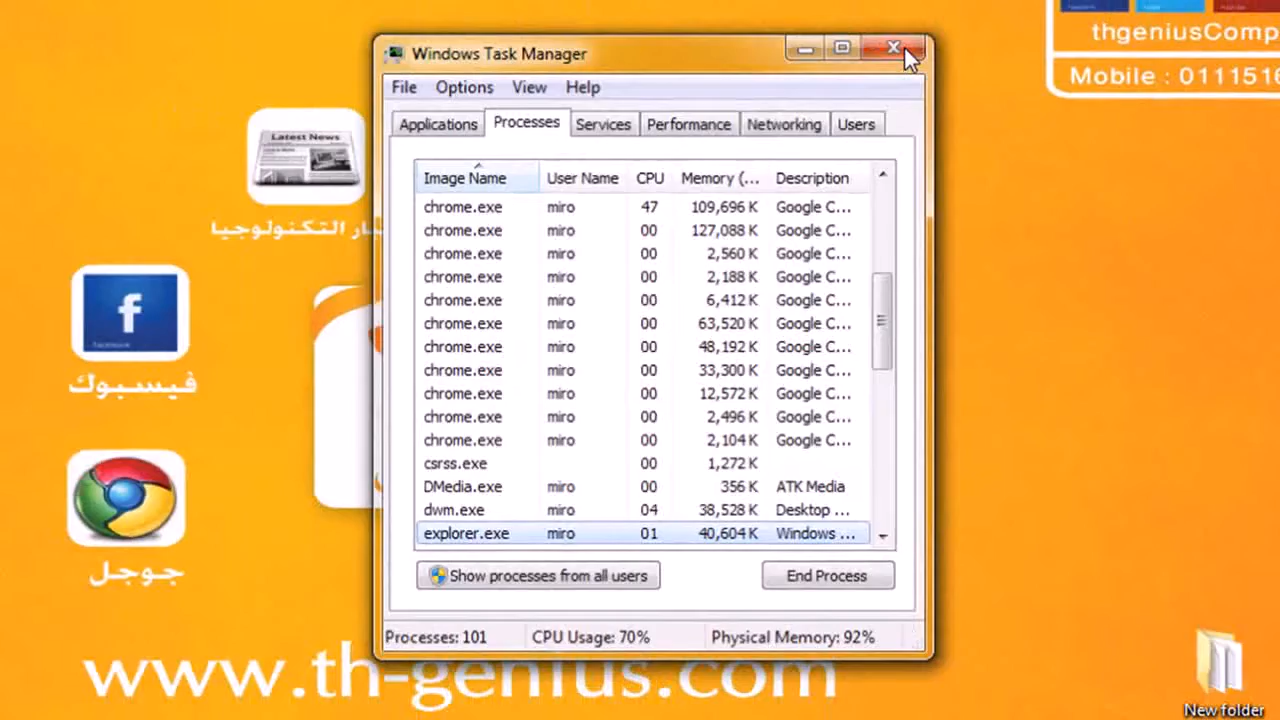 thgeniusComp
Mobile : 0111516
Latest News
ار التكنولوجيا
facebook
فيسبوك
جوجل
www.th-genius.com
New folder
Windows Task Manager
File Options View Help
Applications Processes Services Performance Networking Users
Image Name User Name CPU Memory (... Description
chrome.exe miro 47 109,696 K Google C...
chrome.exe miro 00 127,088 K Google C...
chrome.exe miro 00 2,560 K Google C...
chrome.exe miro 00 2,188 K Google C...
chrome.exe miro 00 6,412 K Google C...
chrome.exe miro 00 63,520 K Google C...
chrome.exe miro 00 48,192 K Google C...
chrome.exe miro 00 33,300 K Google C...
chrome.exe miro 00 12,572 K Google C...
chrome.exe miro 00 2,496 K Google C...
chrome.exe miro 00 2,104 K Google C...
csrss.exe 00 1,272 K
DMedia.exe miro 00 356 K ATK Media
dwm.exe miro 04 38,528 K Desktop ...
explorer.exe miro 01 40,604 K Windows ...
Show processes from all users End Process
Processes: 101 CPU Usage: 70% Physical Memory: 92%